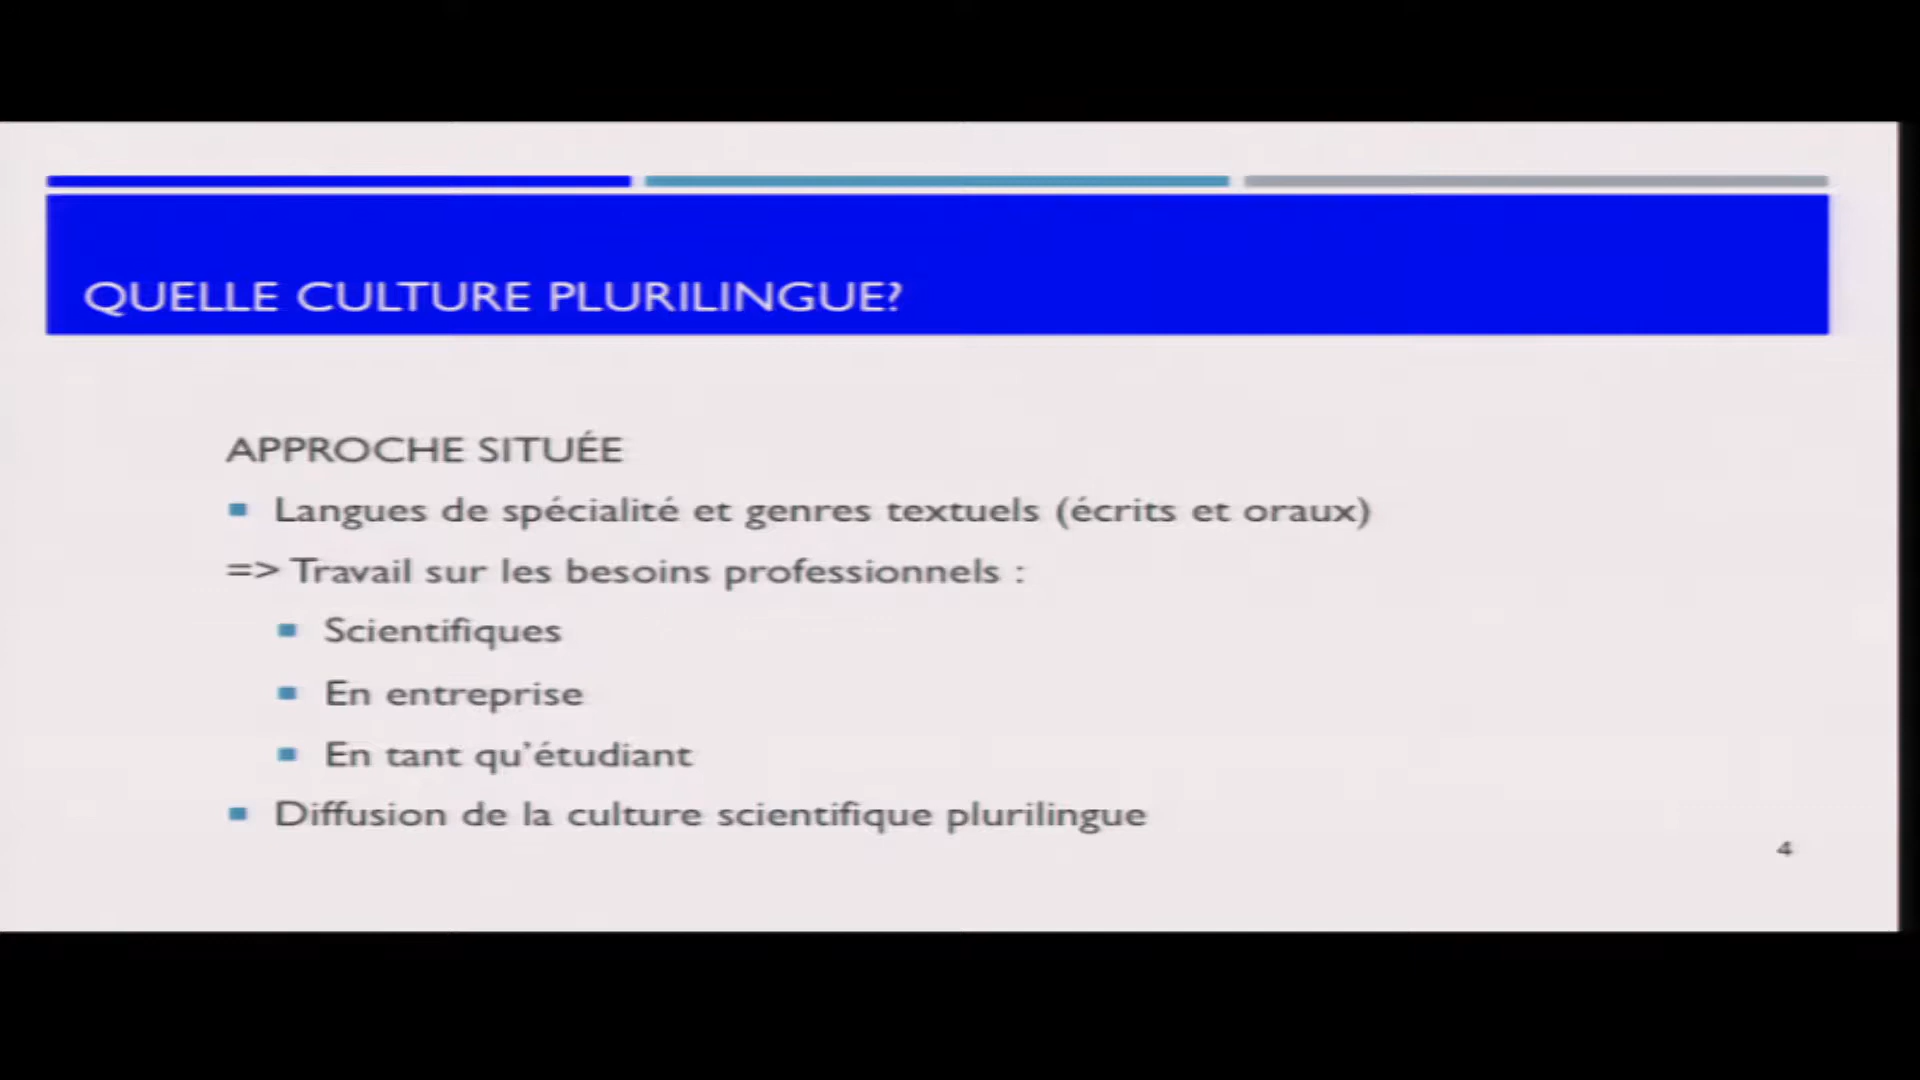 QUELLE CULTURE PLURILINGUE?
APPROCHE SITUÉE
Langues de spécialité et genres textuels (écrits et oraux)
=> Travail sur les besoins professionnels :
Scientifiques
En entreprise
En tant qu'étudiant
Diffusion de la culture scientifique plurilingue
4